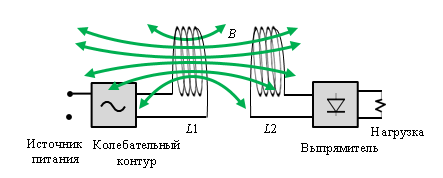 B
L1
L2
Источник
питания
Колебательный
контур
Выпрямитель
Нагрузка